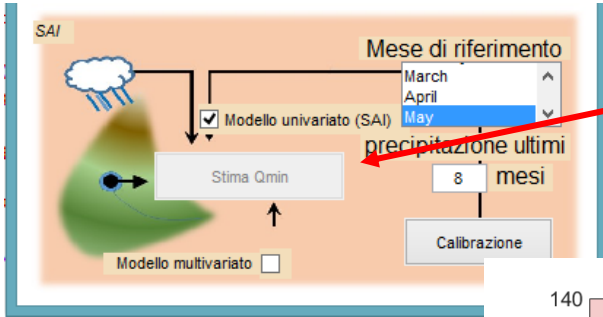 SAI
Mese di riferimento
March
April
May
Modello univariato (SAI)
precipitazione ultimi
8 mesi
Stima Qmin
Calibrazione
Modello multivariato
140